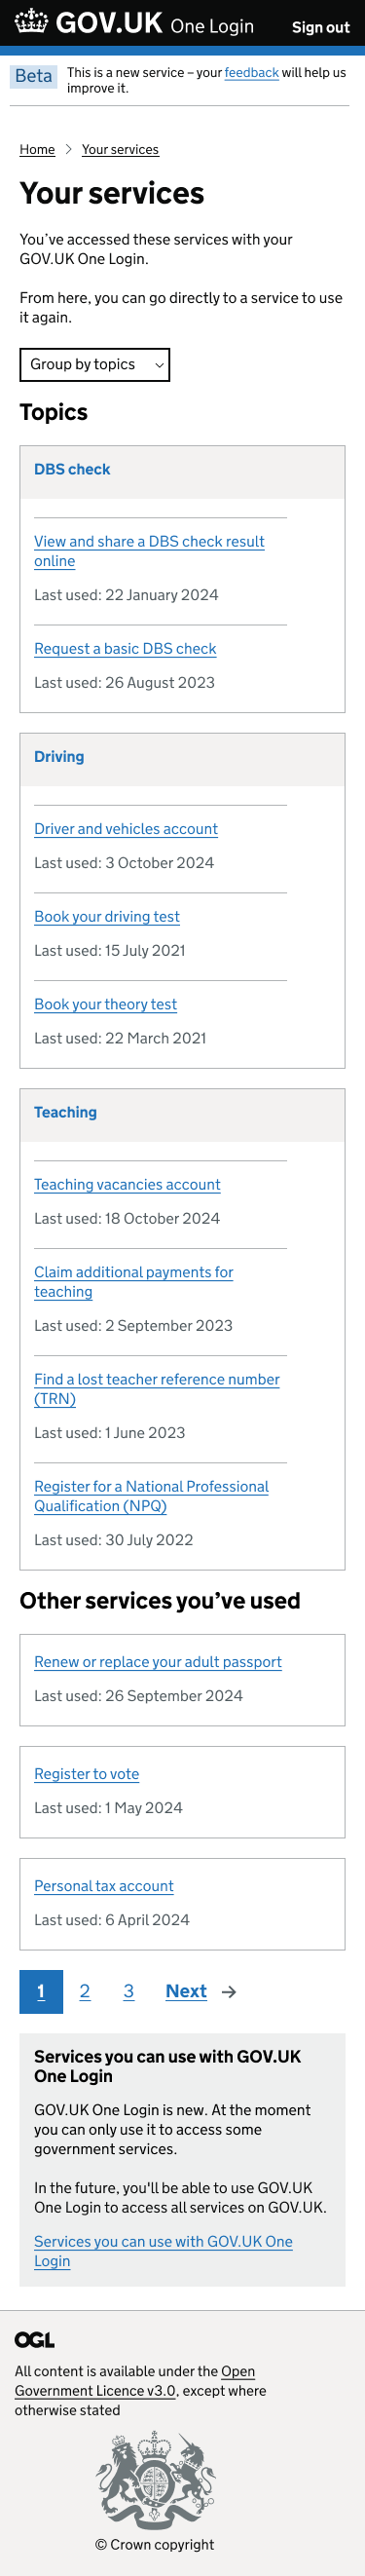 GOV.UK One Login Sign out
Beta This is a new service – your feedback will help us
improve it.
Home Your services
Your services
You’ve accessed these services with your
GOV.UK One Login.
From here, you can go directly to a service to use
it again.
Group by topics
Topics
DBS check
View and share a DBS check result
online
Last used: 22 January 2024
Request a basic DBS check
Last used: 26 August 2023
Driving
Driver and vehicles account
Last used: 3 October 2024
Book your driving test
Last used: 15 July 2021
Book your theory test
Last used: 22 March 2021
Teaching
Teaching vacancies account
Last used: 18 October 2024
Claim additional payments for
teaching
Last used: 2 September 2023
Find a lost teacher reference number
(TRN)
Last used: 1 June 2023
Register for a National Professional
Qualification (NPQ)
Last used: 30 July 2022
Other services you’ve used
Renew or replace your adult passport
Last used: 26 September 2024
Register to vote
Last used: 1 May 2024
Personal tax account
Last used: 6 April 2024
1 2 3 Next →
Services you can use with GOV.UK
One Login
GOV.UK One Login is new. At the moment
you can only use it to access some
government services.
In the future, you'll be able to use GOV.UK
One Login to access all services on GOV.UK.
Services you can use with GOV.UK One
Login
OGL
All content is available under the Open
Government Licence v3.0, except where
otherwise stated
© Crown copyright